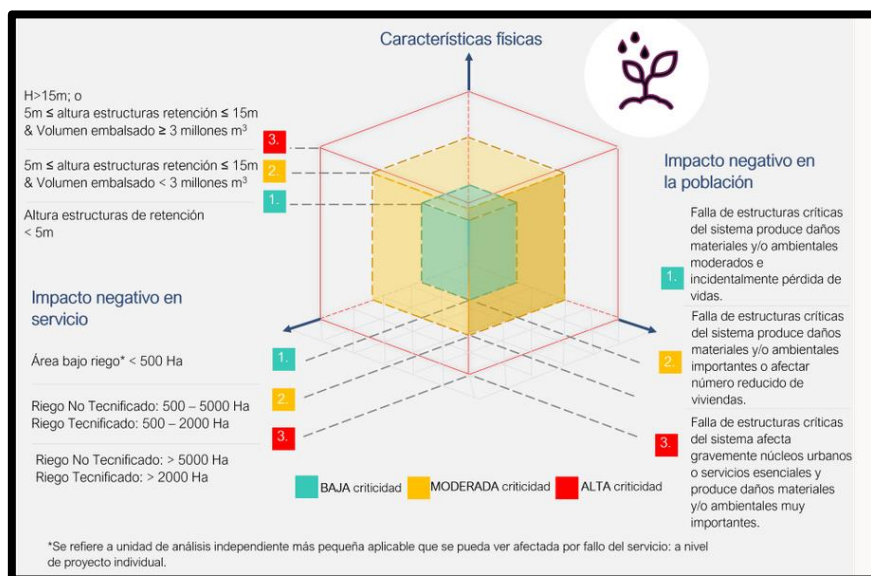 Características físicas
H>15m; o
5m ≤ altura estructuras retención ≤ 15m
& Volumen embalsado ≥ 3 millones m³
3.
5m ≤ altura estructuras retención ≤ 15m
& Volumen embalsado < 3 millones m³
2.
1.
Altura estructuras de retención
< 5m
Impacto negativo en
servicio
Área bajo riego* < 500 Ha
1.
Riego No Tecnificado: 500 – 5000 Ha
Riego Tecnificado: 500 – 2000 Ha
2.
Riego No Tecnificado: > 5000 Ha
Riego Tecnificado: > 2000 Ha
3.
Impacto negativo en
la población
Falla de estructuras críticas
del sistema produce daños
materiales y/o ambientales
moderados e
incidentalmente pérdida de
vidas.
1.
Falla de estructuras críticas
del sistema produce daños
materiales y/o ambientales
importantes o afectar
número reducido de
viviendas.
2.
Falla de estructuras críticas
del sistema afecta
gravemente núcleos urbanos
o servicios esenciales y
produce daños materiales
y/o ambientales muy
importantes.
3.
BAJA criticidad
MODERADA criticidad
ALTA criticidad
*Se refiere a unidad de análisis independiente más pequeña aplicable que se pueda ver afectada por fallo del servicio: a nivel
de proyecto individual.